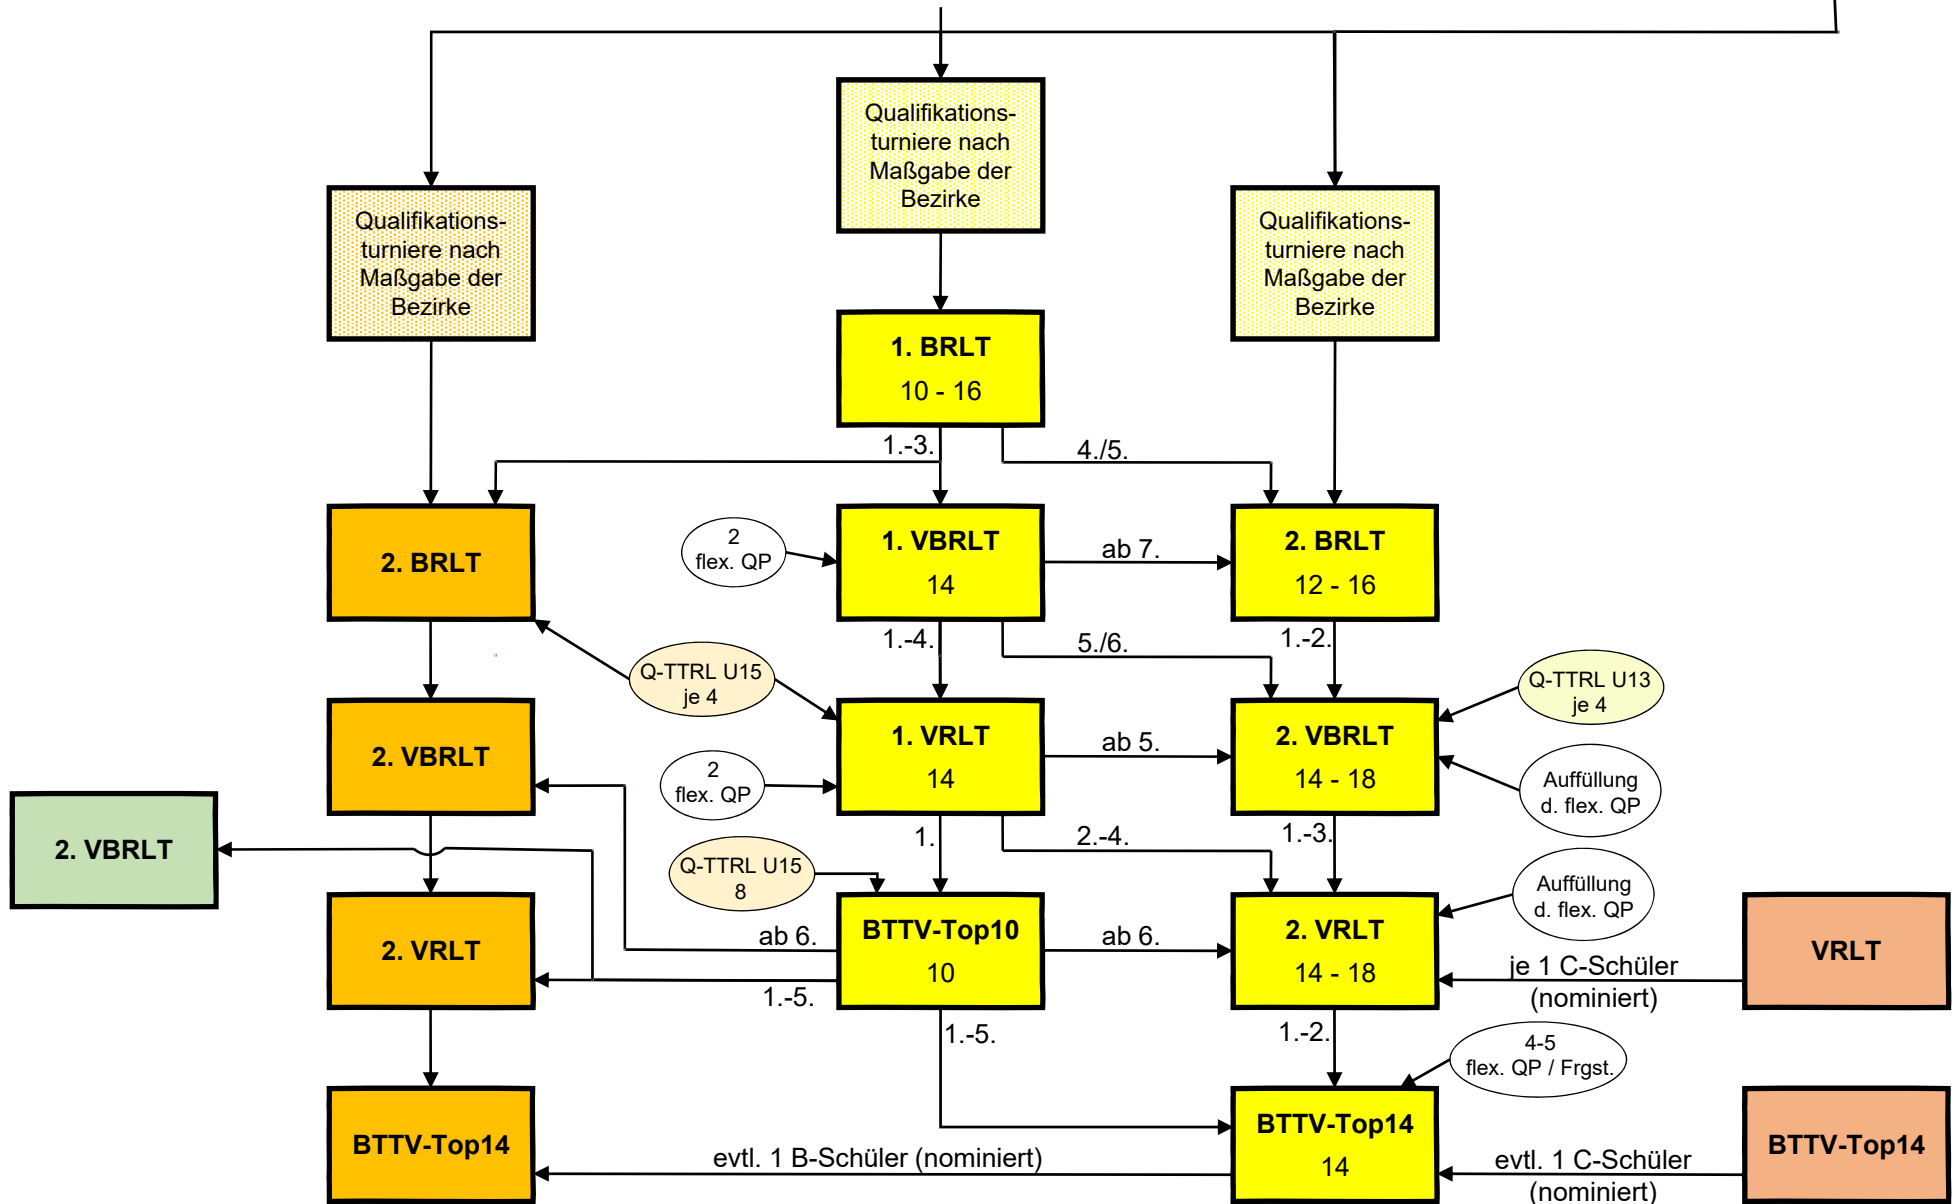 Qualifikations-
turniere nach
Maßgabe der
Bezirke
Qualifikations-
turniere nach
Maßgabe der
Bezirke
Qualifikations-
turniere nach
Maßgabe der
Bezirke
1. BRLT
10 - 16
1.-3.
4./5.
2. BRLT
2
flex. QP
1. VBRLT
14
ab 7.
2. BRLT
12 - 16
1.-4.
5./6.
1.-2.
Q-TTRL U15
je 4
Q-TTRL U13
je 4
2. VBRLT
2
flex. QP
1. VRLT
14
ab 5.
2. VBRLT
14 - 18
Auffüllung
d. flex. QP
2. VBRLT
1.
2.-4.
1.-3.
Q-TTRL U15
8
Auffüllung
d. flex. QP
2. VRLT
ab 6.
1.-5.
BTTV-Top10
10
ab 6.
2. VRLT
14 - 18
je 1 C-Schüler
(nominiert)
VRLT
1.-5.
1.-2.
4-5
flex. QP / Frgst.
BTTV-Top14
evtl. 1 B-Schüler (nominiert)
BTTV-Top14
14
evtl. 1 C-Schüler
(nominiert)
BTTV-Top14